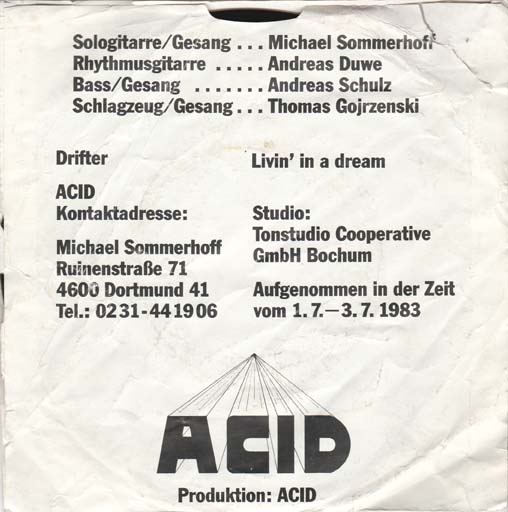 Sologitarre/Gesang ... Michael Sommerhoff
Rhythmusgitarre ..... Andreas Duwe
Bass/Gesang ....... Andreas Schulz
Schlagzeug/Gesang ... Thomas Gojrzenski
Drifter
Livin' in a dream
ACID
Kontaktadresse:
Michael Sommerhoff
Ruinenstraße 71
4600 Dortmund 41
Tel.: 0231-441906
Studio:
Tonstudio Cooperative
GmbH Bochum
Aufgenommen in der Zeit
vom 1.7.—3.7. 1983
ACID
Produktion: ACID